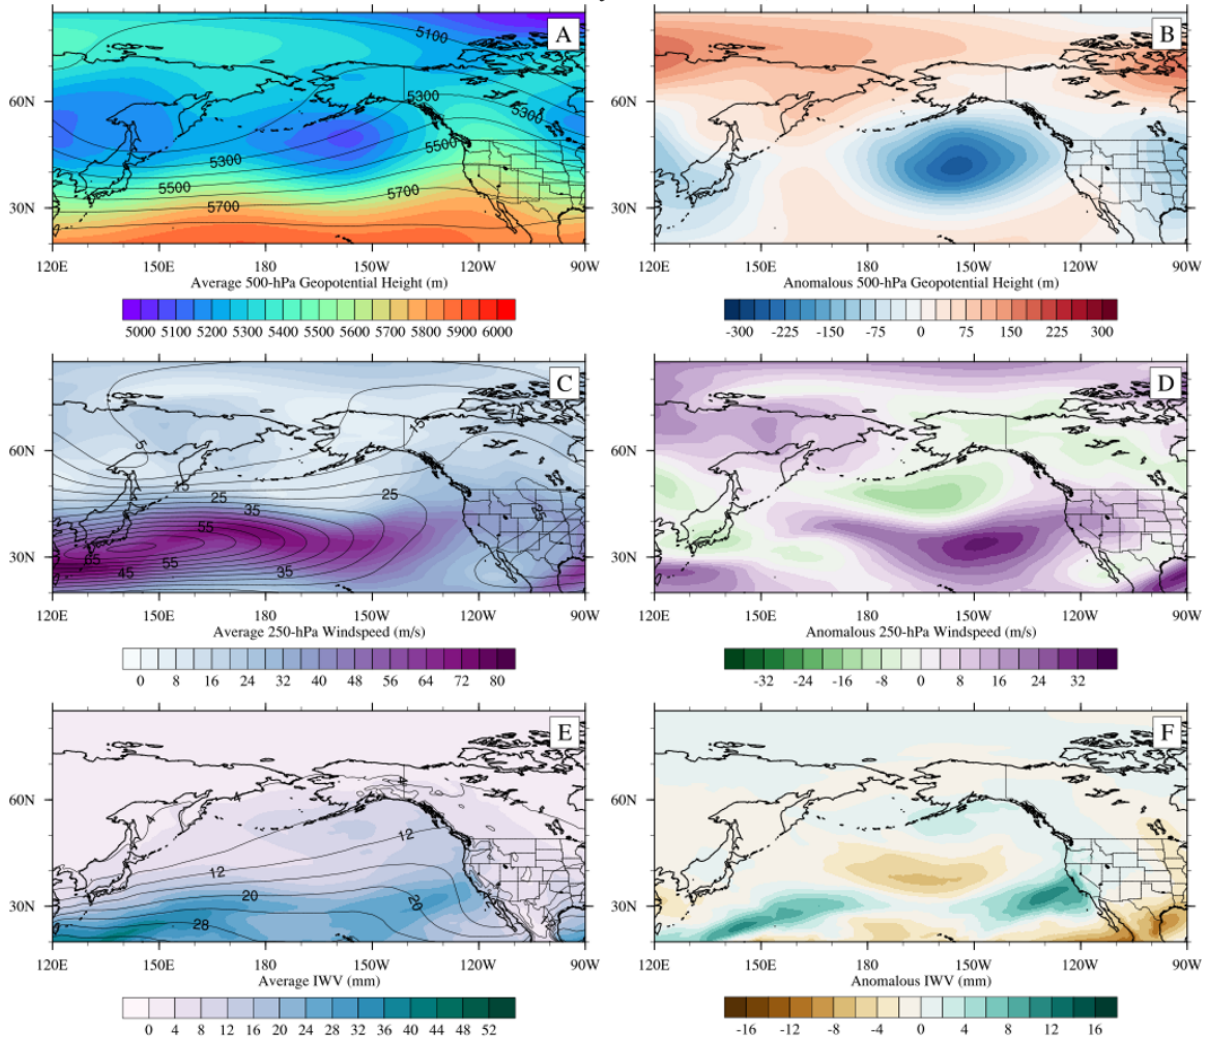 A
5100
5300
5300
5500
5300
5500
5700
5700
60N
30N
120E 150E 180 150W 120W 90W
Average 500-hPa Geopotential Height (m)
5000 5100 5200 5300 5400 5500 5600 5700 5800 5900 6000
B
60N
30N
120E 150E 180 150W 120W 90W
Anomalous 500-hPa Geopotential Height (m)
-300 -225 -150 -75 0 75 150 225 300
C
15
15
5
15
25
25
35
25
55
65
55
45
35
60N
30N
120E 150E 180 150W 120W 90W
Average 250-hPa Windspeed (m/s)
0 8 16 24 32 40 48 56 64 72 80
D
60N
30N
120E 150E 180 150W 120W 90W
Anomalous 250-hPa Windspeed (m/s)
-32 -24 -16 -8 0 8 16 24 32
E
12
12
20
20
28
60N
30N
120E 150E 180 150W 120W 90W
Average IWV (mm)
0 4 8 12 16 20 24 28 32 36 40 44 48 52
F
60N
30N
120E 150E 180 150W 120W 90W
Anomalous IWV (mm)
-16 -12 -8 -4 0 4 8 12 16